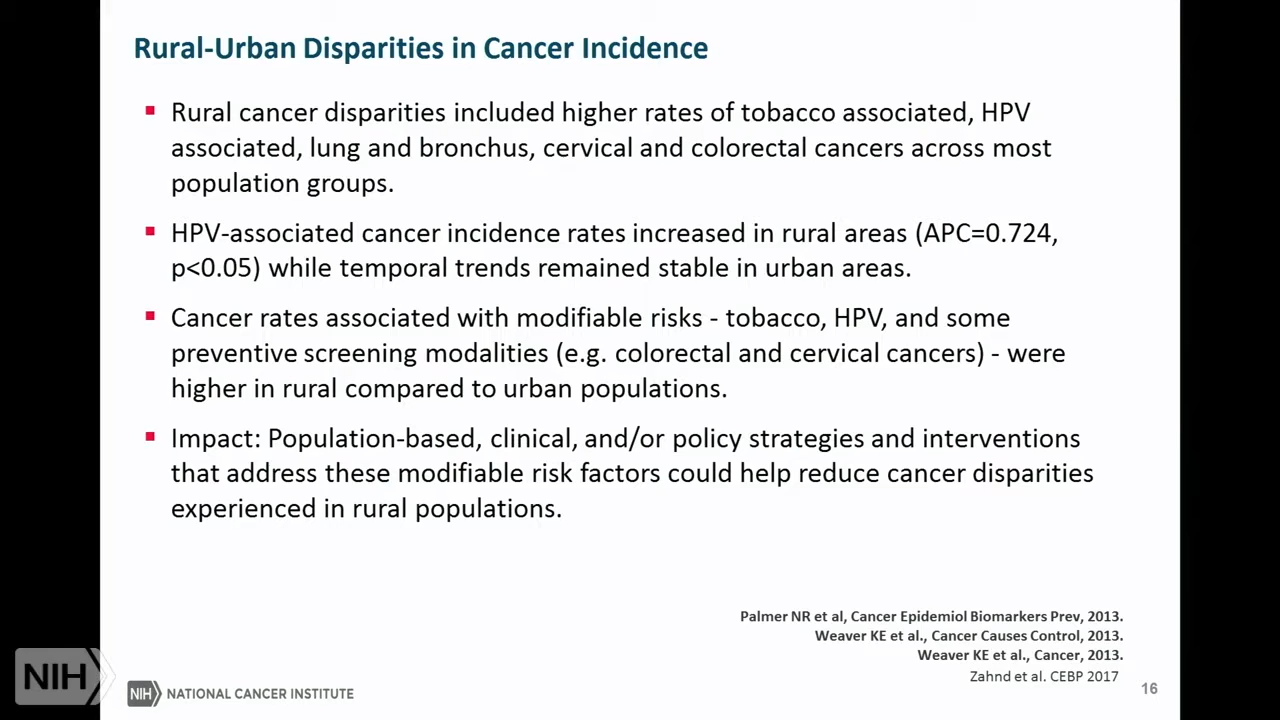 Rural-Urban Disparities in Cancer Incidence
Rural cancer disparities included higher rates of tobacco associated, HPV
associated, lung and bronchus, cervical and colorectal cancers across most
population groups.
HPV-associated cancer incidence rates increased in rural areas (APC=0.724,
p<0.05) while temporal trends remained stable in urban areas.
Cancer rates associated with modifiable risks - tobacco, HPV, and some
preventive screening modalities (e.g. colorectal and cervical cancers) - were
higher in rural compared to urban populations.
Impact: Population-based, clinical, and/or policy strategies and interventions
that address these modifiable risk factors could help reduce cancer disparities
experienced in rural populations.
Palmer NR et al, Cancer Epidemiol Biomarkers Prev, 2013.
Weaver KE et al., Cancer Causes Control, 2013.
Weaver KE et al., Cancer, 2013.
Zahnd et al. CEBP 2017
NIH
NIH NATIONAL CANCER INSTITUTE
16